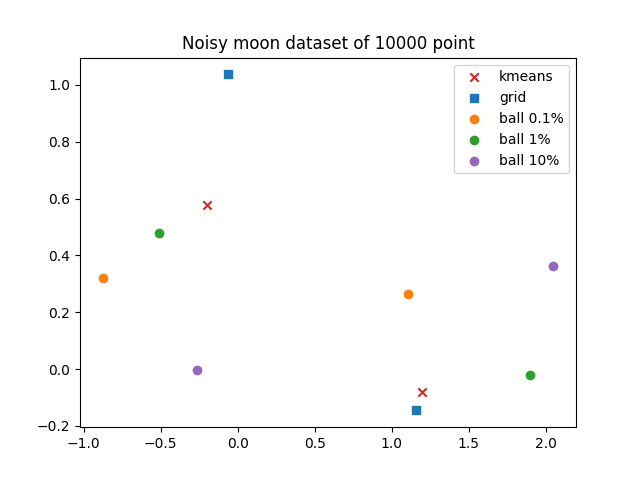 Noisy moon dataset of 10000 point
kmeans
grid
ball 0.1%
ball 1%
ball 10%
1.0
0.8
0.6
0.4
0.2
0.0
−0.2
−1.0 −0.5 0.0 0.5 1.0 1.5 2.0